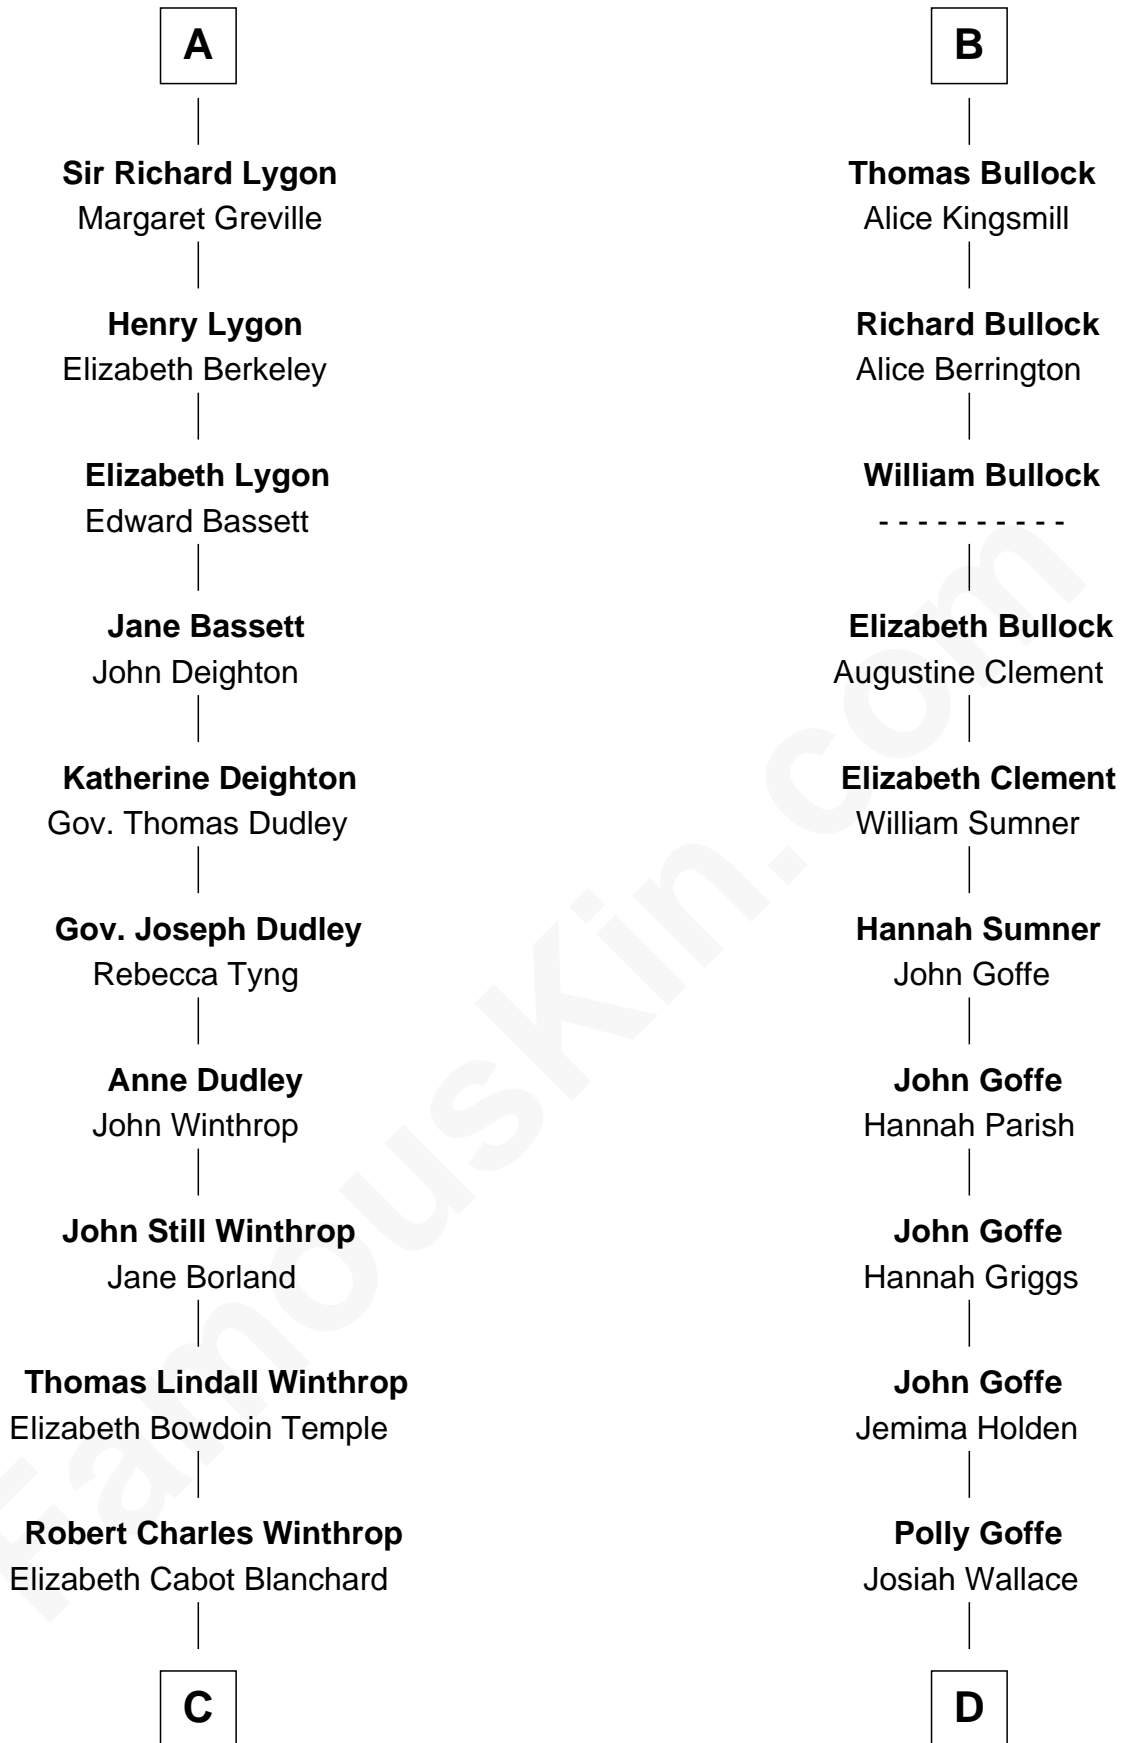 A
Sir Richard Lygon
Margaret Greville
Henry Lygon
Elizabeth Berkeley
Elizabeth Lygon
Edward Bassett
Jane Bassett
John Deighton
Katherine Deighton
Gov. Thomas Dudley
Gov. Joseph Dudley
Rebecca Tyng
Anne Dudley
John Winthrop
John Still Winthrop
Jane Borland
Thomas Lindall Winthrop
Elizabeth Bowdoin Temple
Robert Charles Winthrop
Elizabeth Cabot Blanchard
C
B
Thomas Bullock
Alice Kingsmill
Richard Bullock
Alice Berrington
William Bullock
- - - - - - - - - -
Elizabeth Bullock
Augustine Clement
Elizabeth Clement
William Sumner
Hannah Sumner
John Goffe
John Goffe
Hannah Parish
John Goffe
Hannah Griggs
John Goffe
Jemima Holden
Polly Goffe
Josiah Wallace
D
FamousKin.com